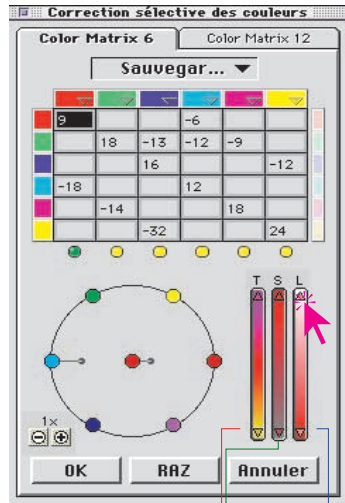 Correction sélective des couleurs
Color Matrix 6 Color Matrix 12
Sauvegar...
9 -6
18 -13 -12 -9
16 -12
-18 12
-14 18
-32 24
T S L
1x
OK RAZ Annuler